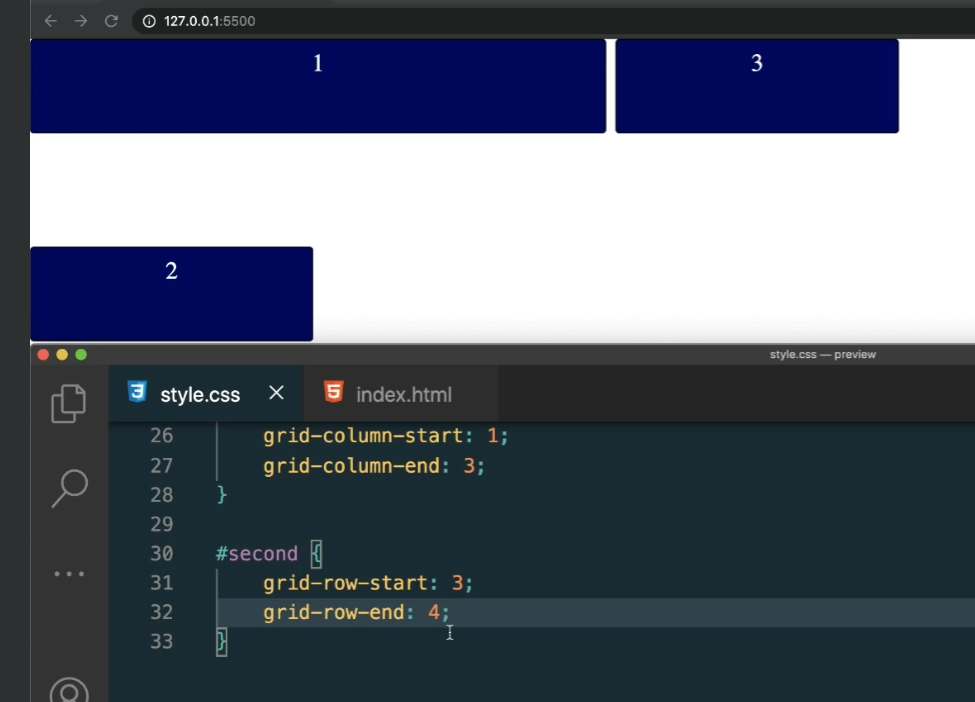 127.0.0.1:5500
1
3
2
style.css — preview
style.css
index.html
26 grid-column-start: 1;
27 grid-column-end: 3;
28 }
29
30 #second {
31 grid-row-start: 3;
32 grid-row-end: 4;
33 }